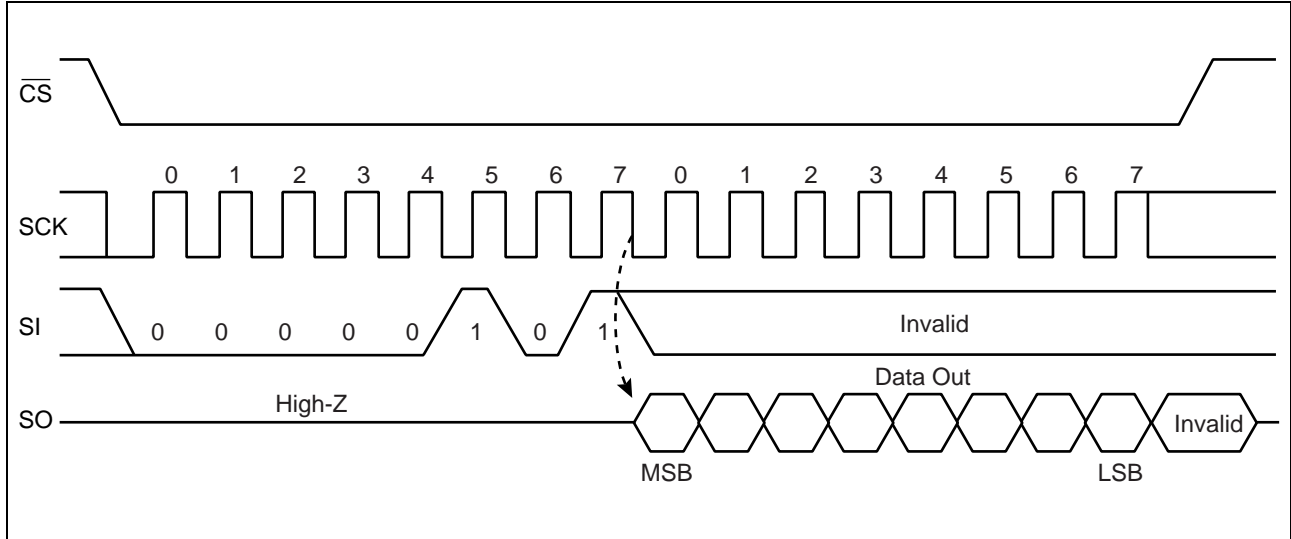 C̅S̅
0 1 2 3 4 5 6 7 0 1 2 3 4 5 6 7
SCK
SI 0 0 0 0 0 1 0 1 Invalid
Data Out
High-Z
SO Invalid
MSB LSB